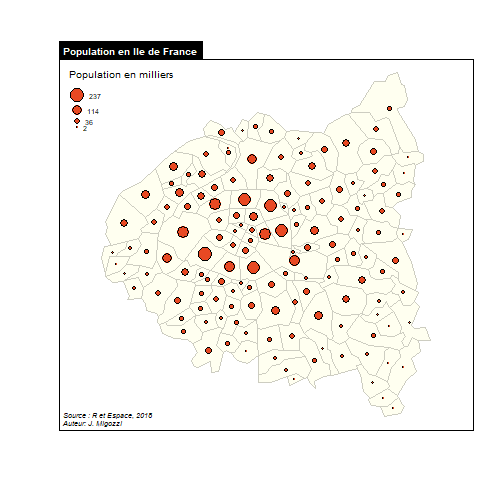 Population en Ile de France
Population en milliers
237
114
36
2
Source : R et Espace, 2016
Auteur: J. Migozzi